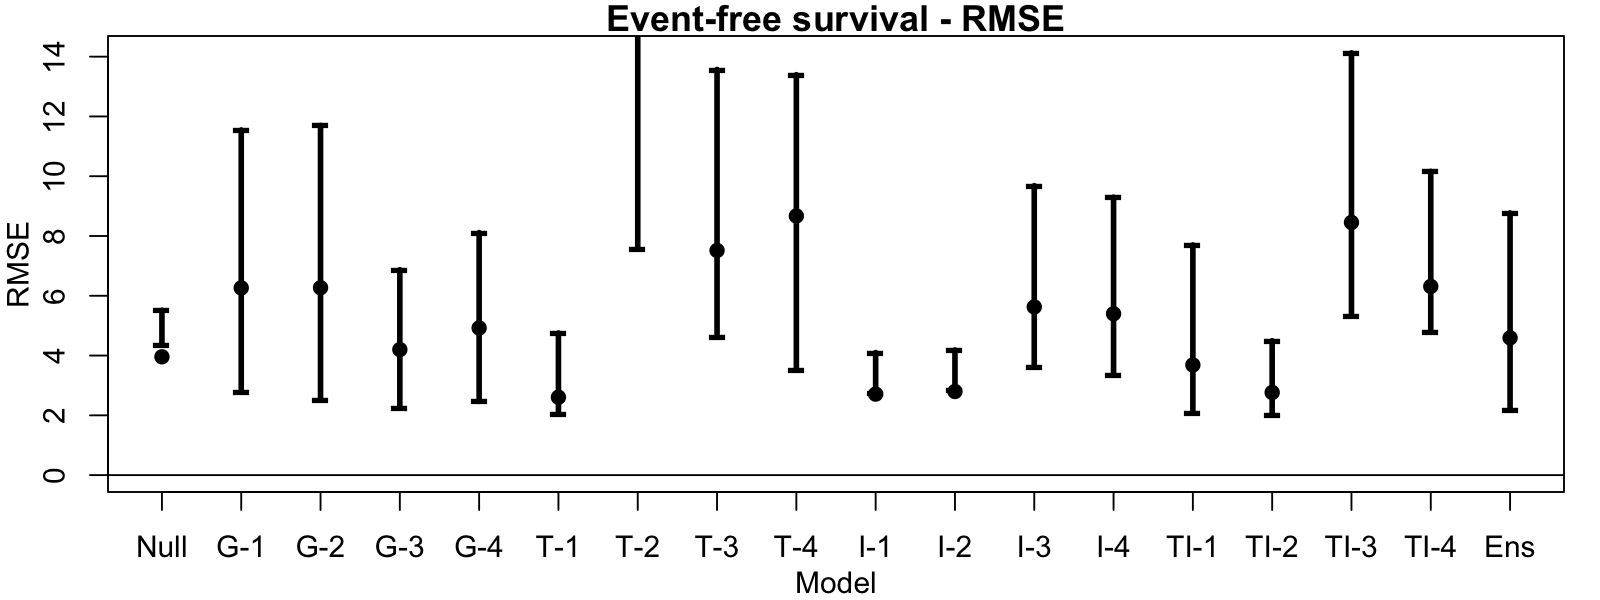 Event-free survival - RMSE
RMSE
14
12
10
8
6
4
2
0
Null G-1 G-2 G-3 G-4 T-1 T-2 T-3 T-4 I-1 I-2 I-3 I-4 TI-1 TI-2 TI-3 TI-4 Ens
Model